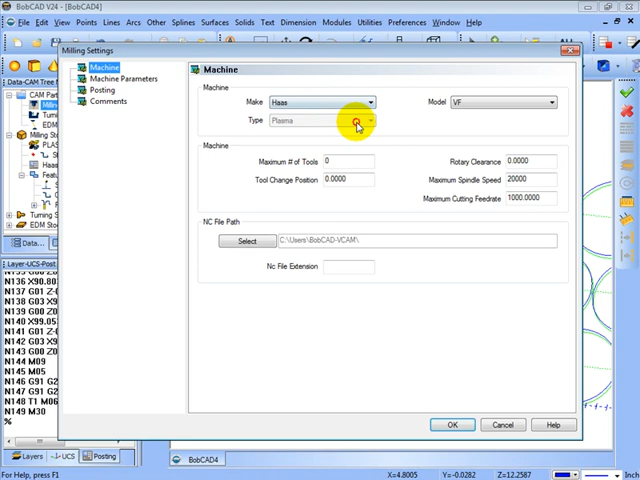 BobCAD V24 - [BobCAD4]
File Edit View Points Lines Arcs Other Splines Surfaces Solids Dimension Modules Utilities Preferences Window Help
Data-CAM Tree M
CAM Part
Milling
Turnin
EDM
Milling Sto
PLAS
St
Haas
Featu
Turning S
EDM Stoc
Data...
Layer-UCS-Post
N136 X90.80
N137 G00 Z-
N138 G03 X9
N139 G00 Z0
N140 X99.05
N141 G00 Z-
N142 G03 X9
N143 G00 Z0
N144 M09
N145 M05
N146 G91 G2
N147 G91 G2
N148 T1 M06
N149 M30
%
Layers UCS Posting
Milling Settings
Machine
Machine Parameters
Posting
Comments
Machine
Machine
Make Haas Model VF
Type Plasma
Machine
Maximum # of Tools 0 Rotary Clearance 0.0000
Tool Change Position 0.0000 Maximum Spindle Speed 20000
Maximum Cutting Feedrate 1000.0000
NC File Path
Select C:\Users\BobCAD-VCAM\
Nc File Extension
OK Cancel Help
BobCAD4
For Help, press F1 X=4.8005 Y=-0.0282 Z=12.2587 Inch